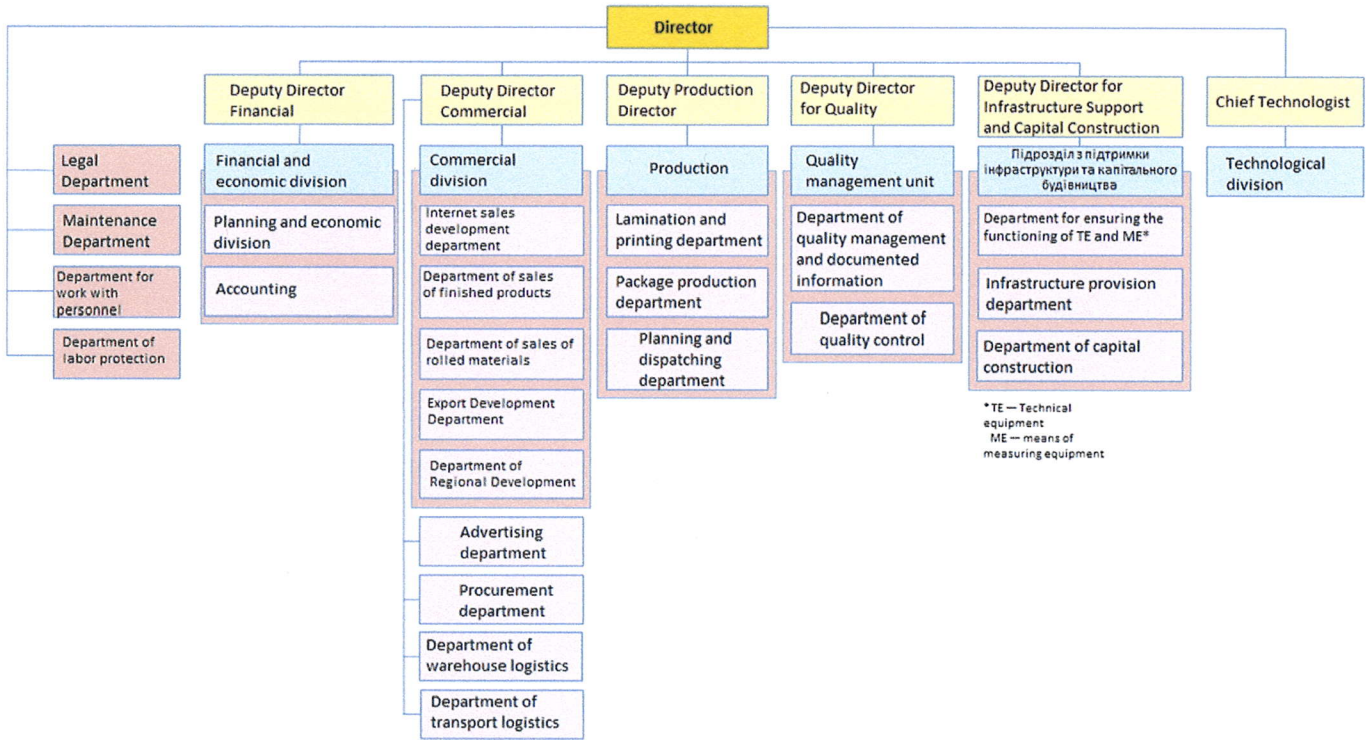 Director
Deputy Director
Financial
Deputy Director
Commercial
Deputy Production
Director
Deputy Director
for Quality
Deputy Director for
Infrastructure Support
and Capital Construction
Chief Technologist
Legal
Department
Maintenance
Department
Department for
work with
personnel
Department of
labor protection
Financial and
economic division
Planning and economic
division
Accounting
Commercial
division
Internet sales
development
department
Department of sales
of finished products
Department of sales of
rolled materials
Export Development
Department
Department of
Regional Development
Advertising
department
Procurement
department
Department of
warehouse logistics
Department of
transport logistics
Production
Lamination and
printing department
Package production
department
Planning and
dispatching
department
Quality
management unit
Department of
quality management
and documented
information
Department of
quality control
Підрозділ з підтримки
інфраструктури та капітального
будівництва
Department for ensuring the
functioning of TE and ME*
Infrastructure provision
department
Department of capital
construction
* TE — Technical
equipment
ME — means of
measuring equipment
Technological
division